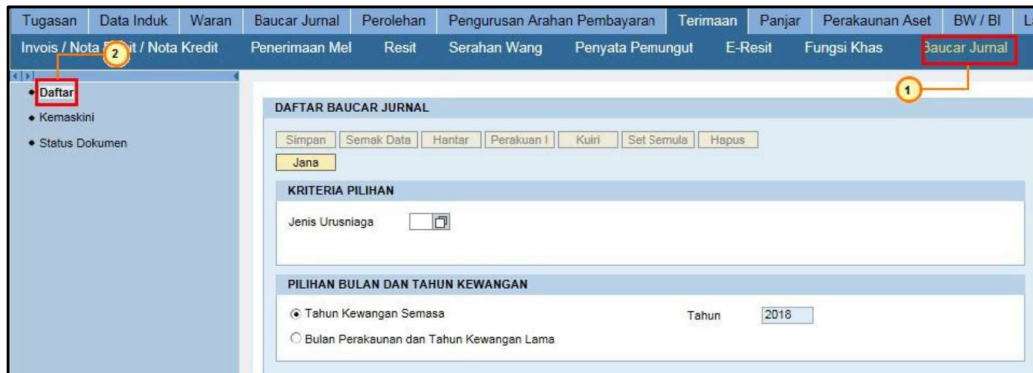 Tugasan Data Induk Waran Baucar Jurnal Perolehan Pengurusan Arahan Pembayaran Terimaan Panjar Perakaunan Aset BW / BI
Invois / Nota / Nota Kredit Penerimaan Mel Resit Serahan Wang Penyata Pemungut E-Resit Fungsi Khas Baucar Jurnal
2
1
Daftar
Kemaskini
Status Dokumen
DAFTAR BAUCAR JURNAL
Simpan Semak Data Hantar Perakuan I Kuiri Set Semula Hapus
Jana
KRITERIA PILIHAN
Jenis Urusniaga
PILIHAN BULAN DAN TAHUN KEWANGAN
Tahun Kewangan Semasa Tahun 2018
Bulan Perakaunan dan Tahun Kewangan Lama